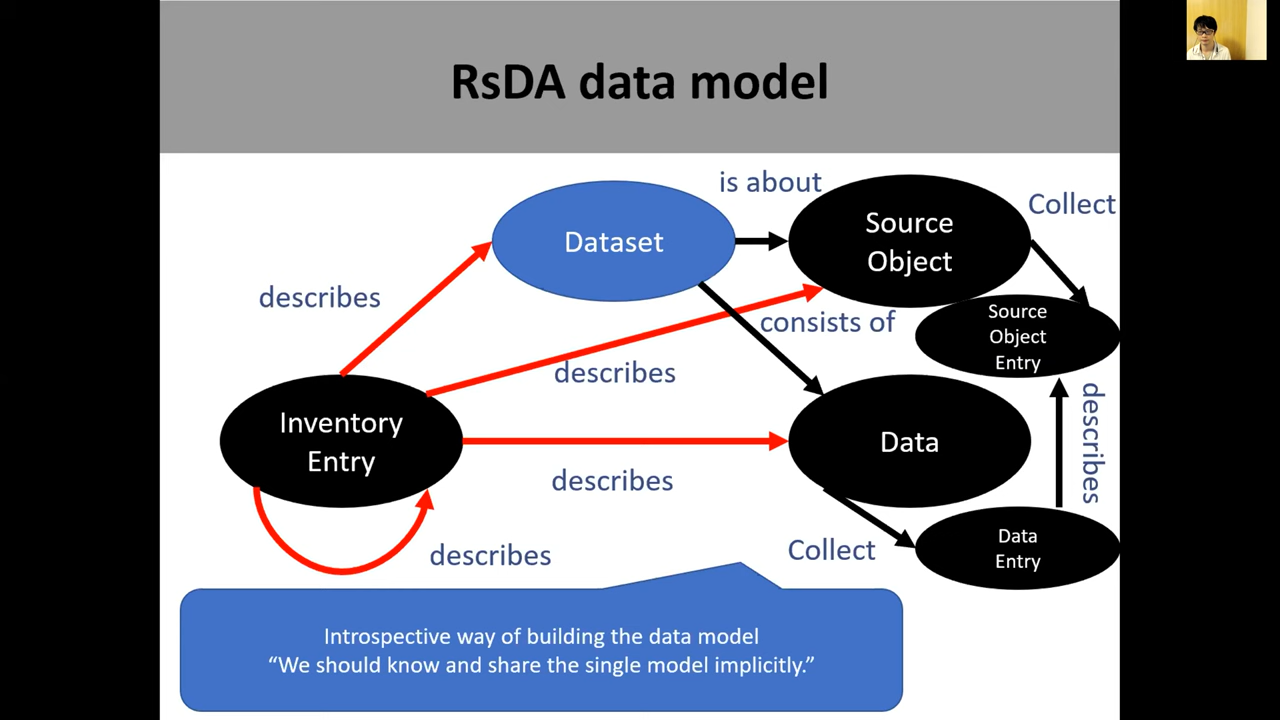 RsDA data model
is about
Collect
Dataset
Source
Object
describes
consists of
Source
Object
Entry
describes
Inventory
Entry
Data
describes
describes
Data
Entry
Collect
describes
Introspective way of building the data model
“We should know and share the single model implicitly.”